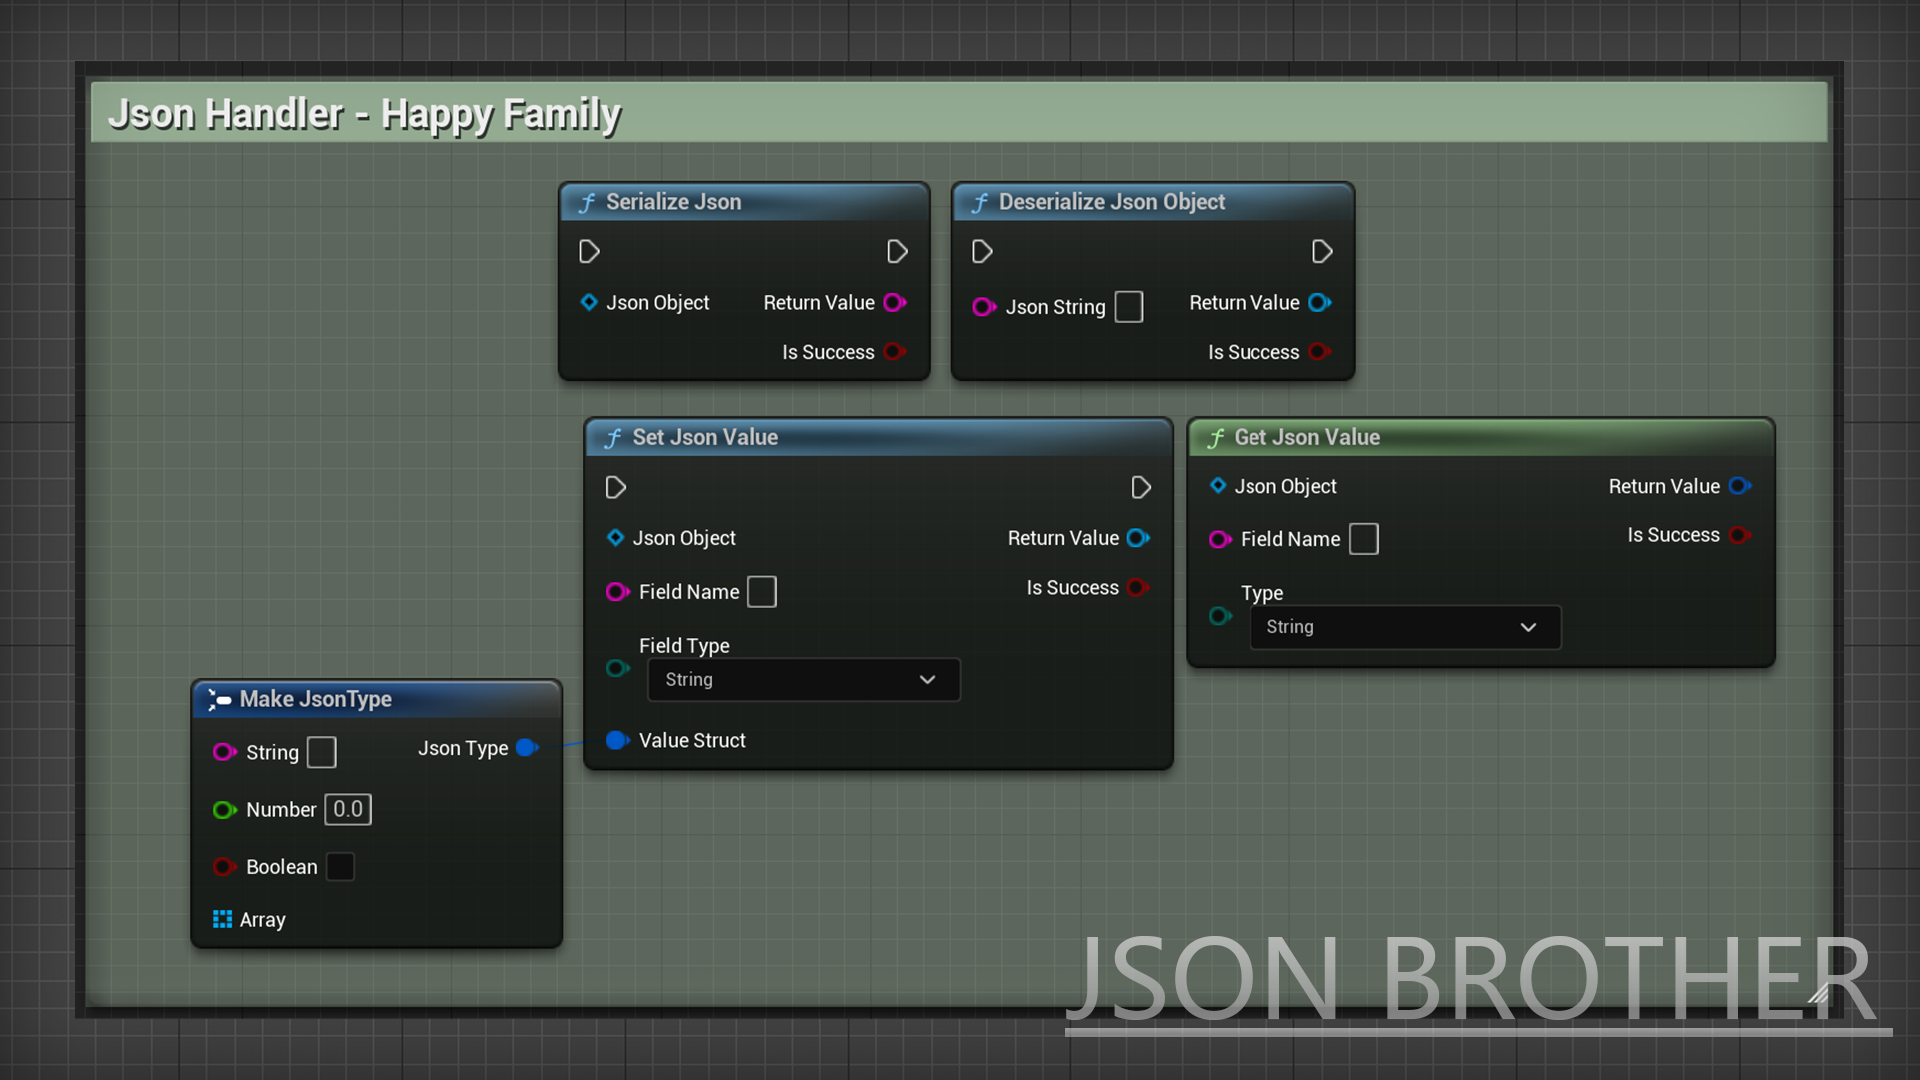 Json Handler - Happy Family
Serialize Json
Json Object
Return Value
Is Success
Deserialize Json Object
Json String
Return Value
Is Success
Set Json Value
Json Object
Return Value
Field Name
Is Success
Field Type
String
Value Struct
Get Json Value
Json Object
Return Value
Field Name
Is Success
Type
String
Make JsonType
String
Json Type
Number 0.0
Boolean
Array
JSON BROTHER